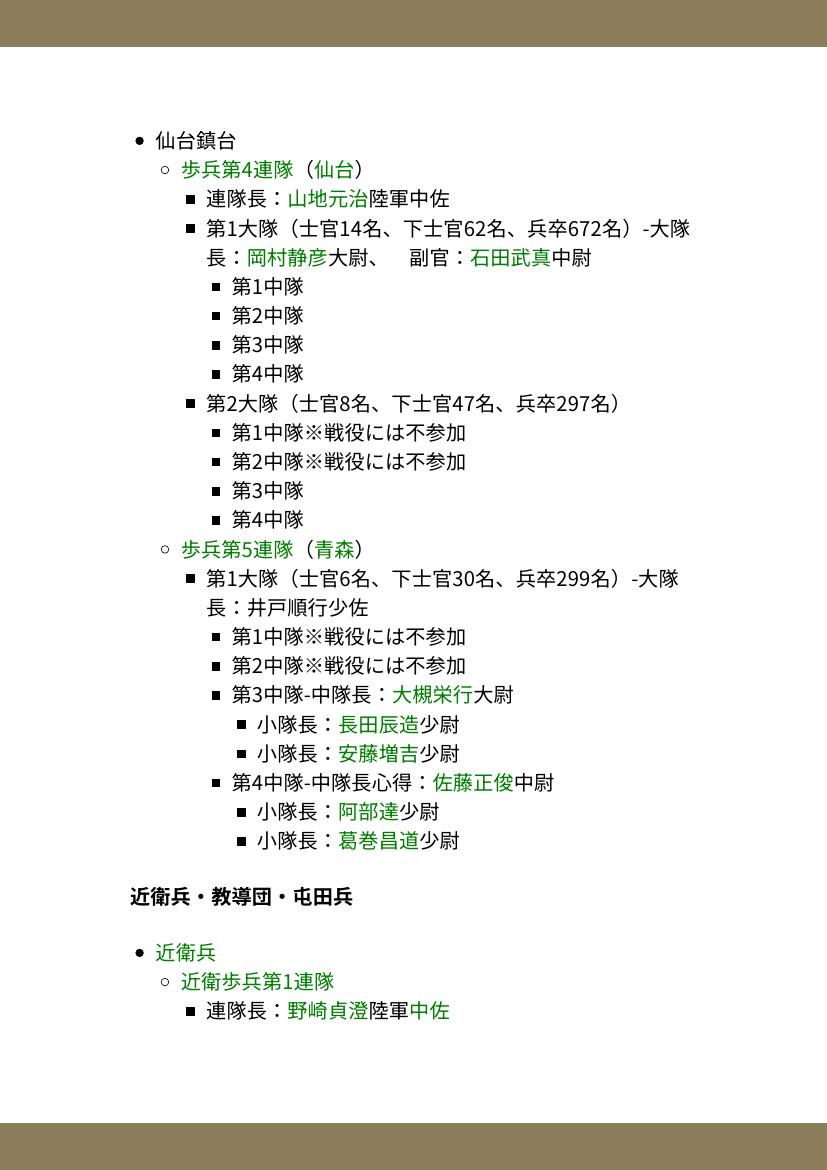 仙台鎮台
歩兵第4連隊（仙台）
連隊長：山地元治陸軍中佐
第1大隊（士官14名、下士官62名、兵卒672名）-大隊
長：岡村静彦大尉、　副官：石田武真中尉
第1中隊
第2中隊
第3中隊
第4中隊
第2大隊（士官8名、下士官47名、兵卒297名）
第1中隊※戦役には不参加
第2中隊※戦役には不参加
第3中隊
第4中隊
歩兵第5連隊（青森）
第1大隊（士官6名、下士官30名、兵卒299名）-大隊
長：井戸順行少佐
第1中隊※戦役には不参加
第2中隊※戦役には不参加
第3中隊-中隊長：大槻栄行大尉
小隊長：長田辰造少尉
小隊長：安藤増吉少尉
第4中隊-中隊長心得：佐藤正俊中尉
小隊長：阿部達少尉
小隊長：葛巻昌道少尉
近衛兵・教導団・屯田兵
近衛兵
近衛歩兵第1連隊
連隊長：野崎貞澄陸軍中佐